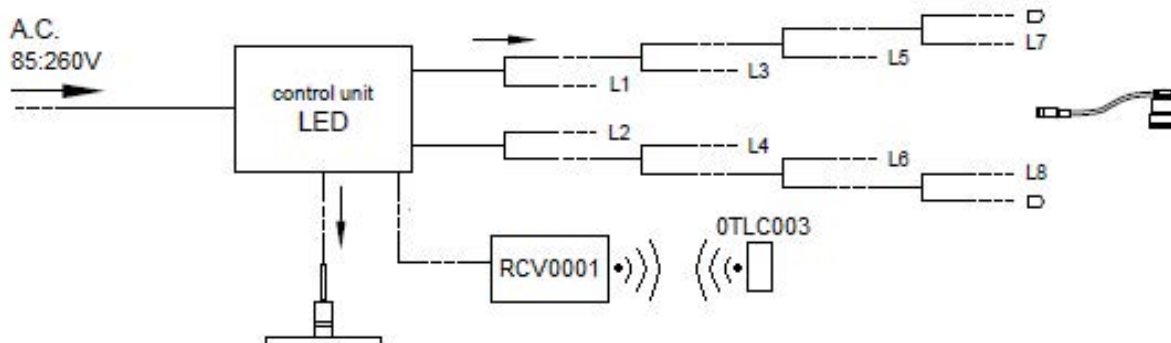 A.C.
85:260V
control unit
LED
L1
L3
L5
L7
L2
L4
L6
L8
0TLC003
RCV0001